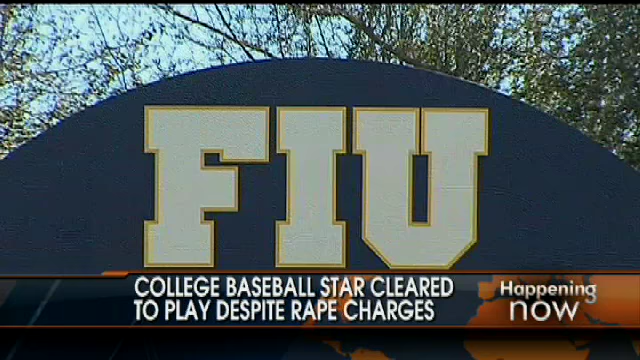 FIU
COLLEGE BASEBALL STAR CLEARED
TO PLAY DESPITE RAPE CHARGES
Happening
now